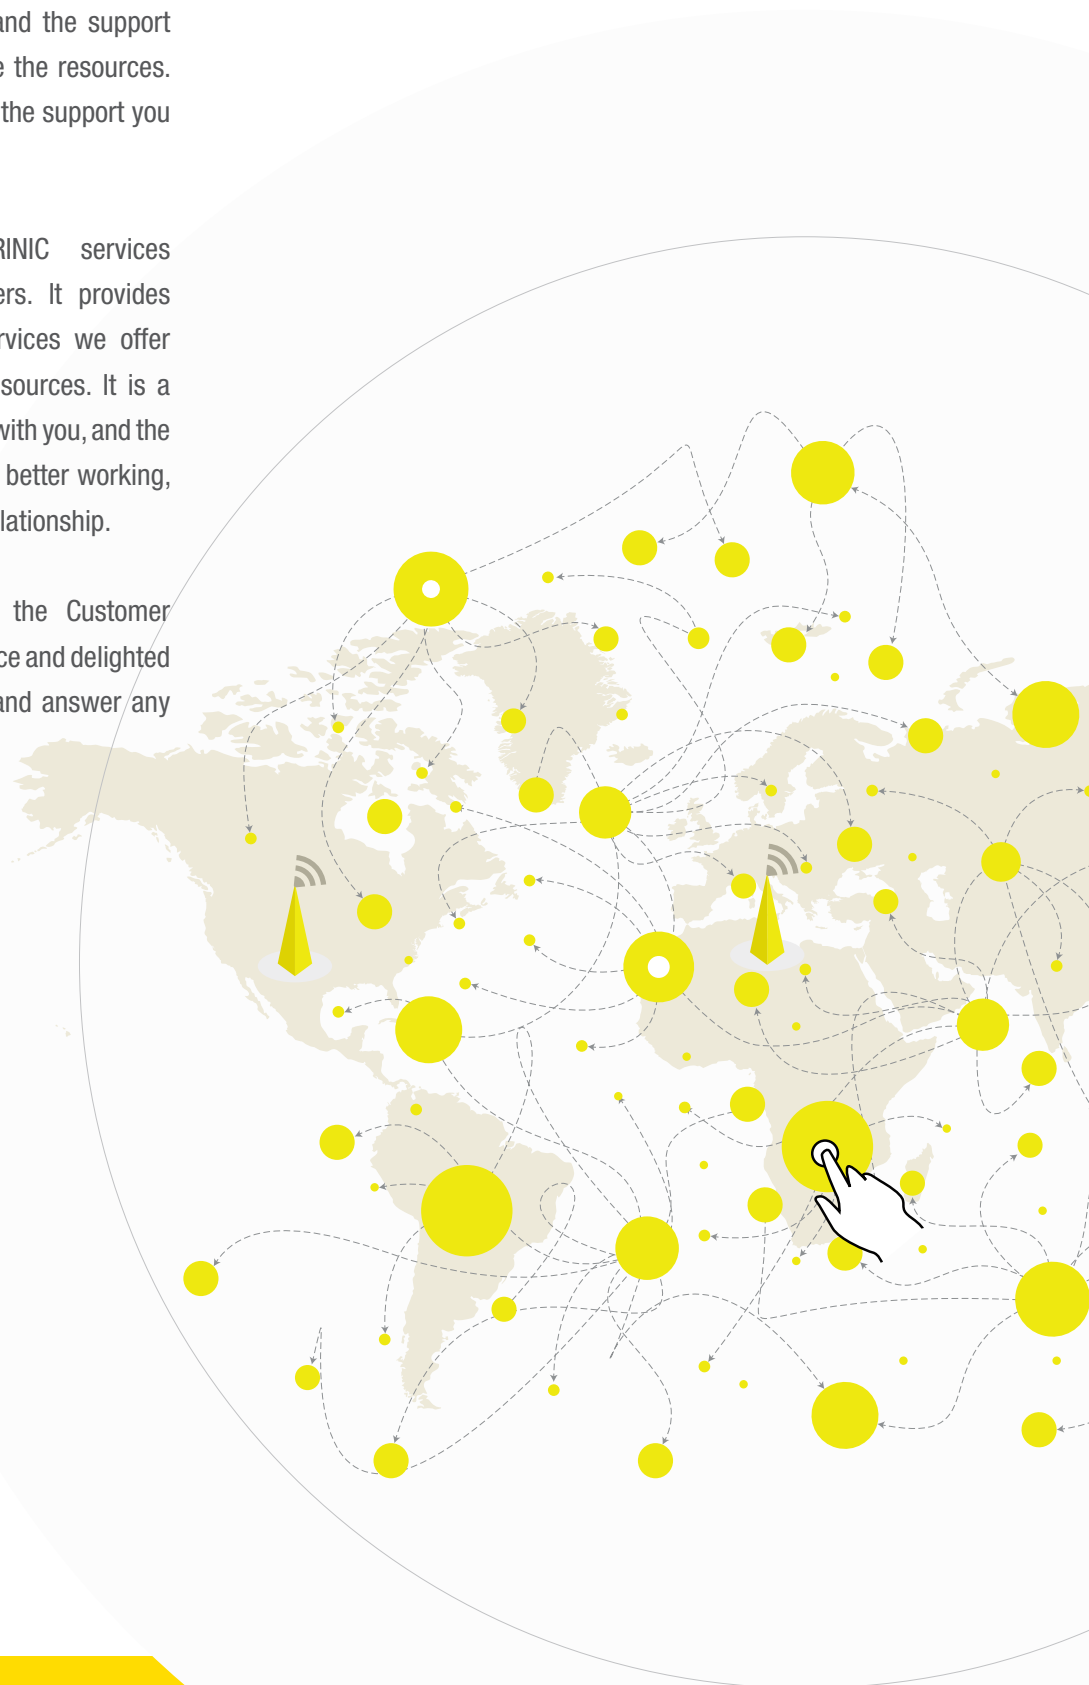 and the support
the resources.
the support you
RINIC services
ers. It provides
rvices we offer
sources. It is a
with you, and the
better working,
lationship.
the Customer
ce and delighted
and answer any